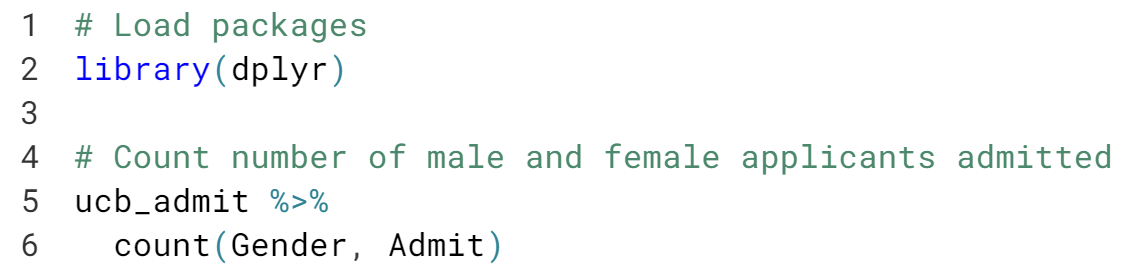 1 # Load packages
2 library(dplyr)
3
4 # Count number of male and female applicants admitted
5 ucb_admit %>%
6   count(Gender, Admit)